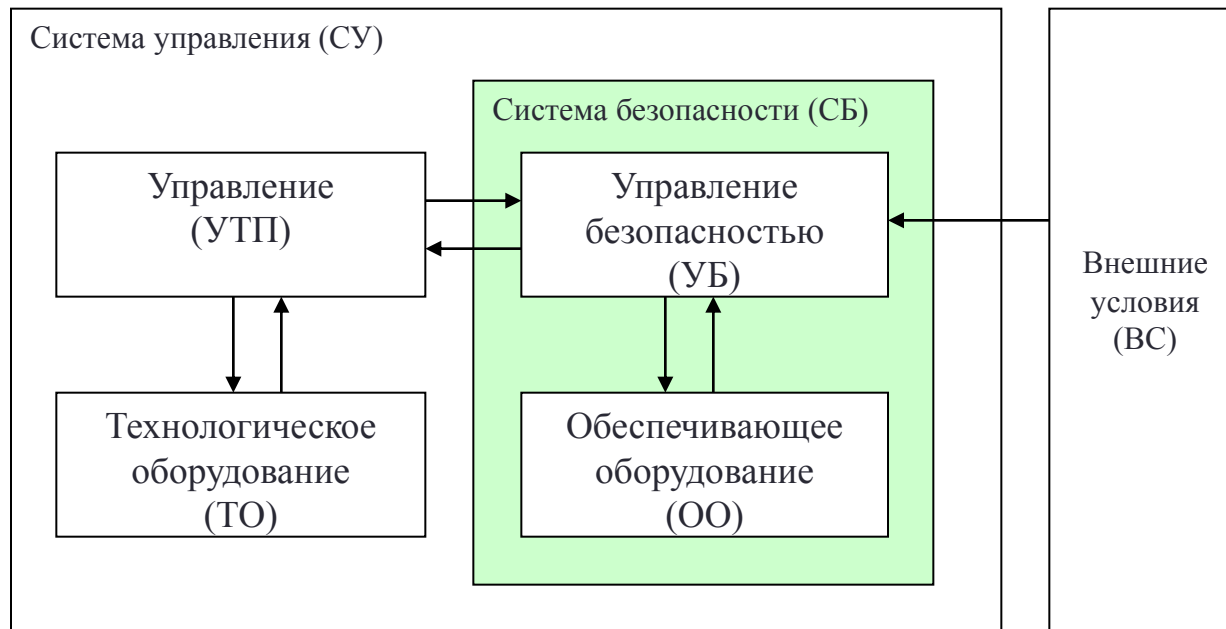 Система управления (СУ)
Система безопасности (СБ)
Управление
(УТП)
Управление
безопасностью
(УБ)
Внешние
условия
(ВС)
Технологическое
оборудование
(ТО)
Обеспечивающее
оборудование
(ОО)